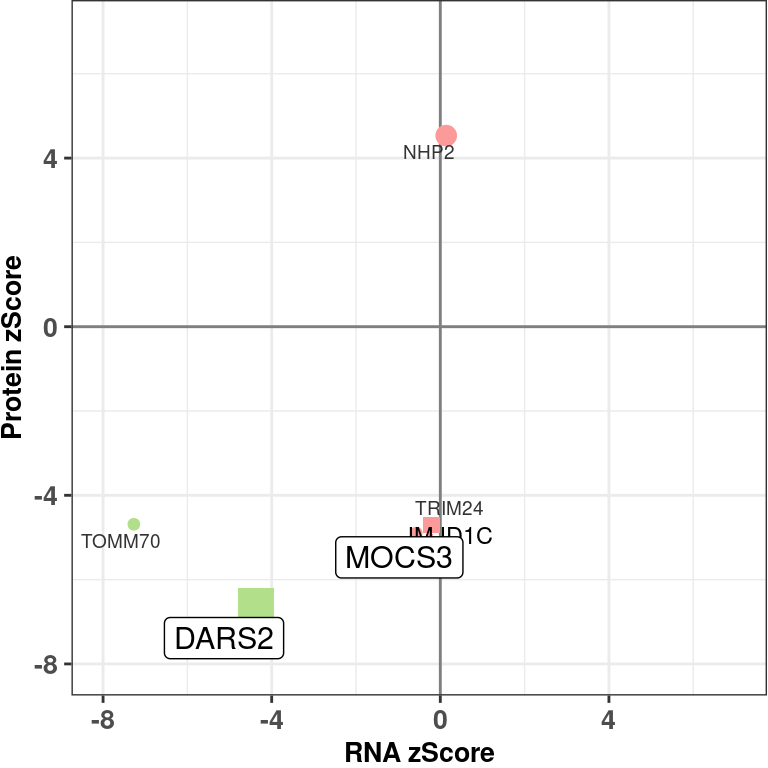 NHP2
4
0
Protein zScore
-4
TRIM24
TOMM70
MOCS3
DARS2
-8
-8
-4
0
4
RNA zScore